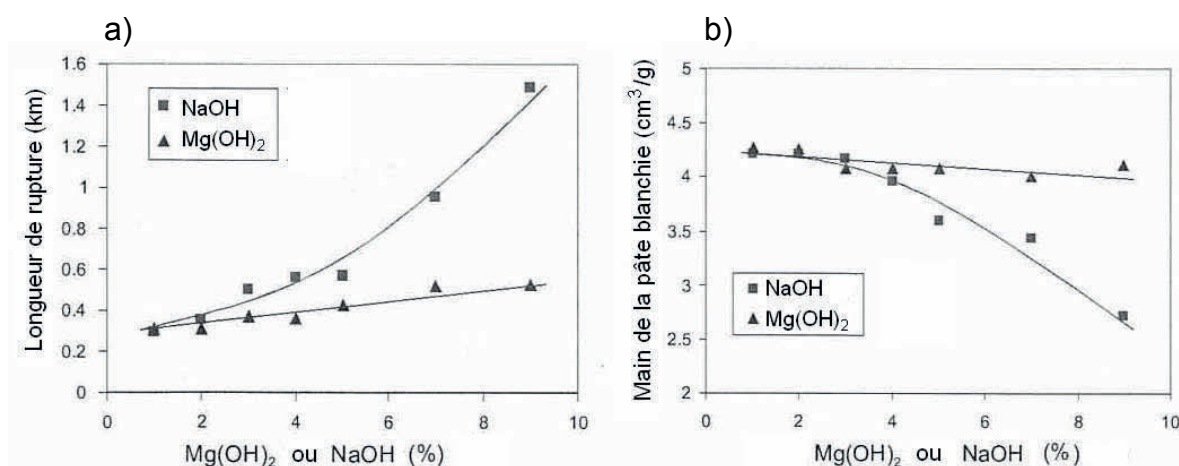 a)
Longueur de rupture (km)
1.6
1.4
1.2
1
0.8
0.6
0.4
0.2
0
NaOH
Mg(OH)₂
0 2 4 6 8 10
Mg(OH)₂ ou NaOH (%)
b)
Main de la pâte blanchie (cm³/g)
5
4.5
4
3.5
3
2.5
2
NaOH
Mg(OH)₂
0 2 4 6 8 10
Mg(OH)₂ ou NaOH (%)